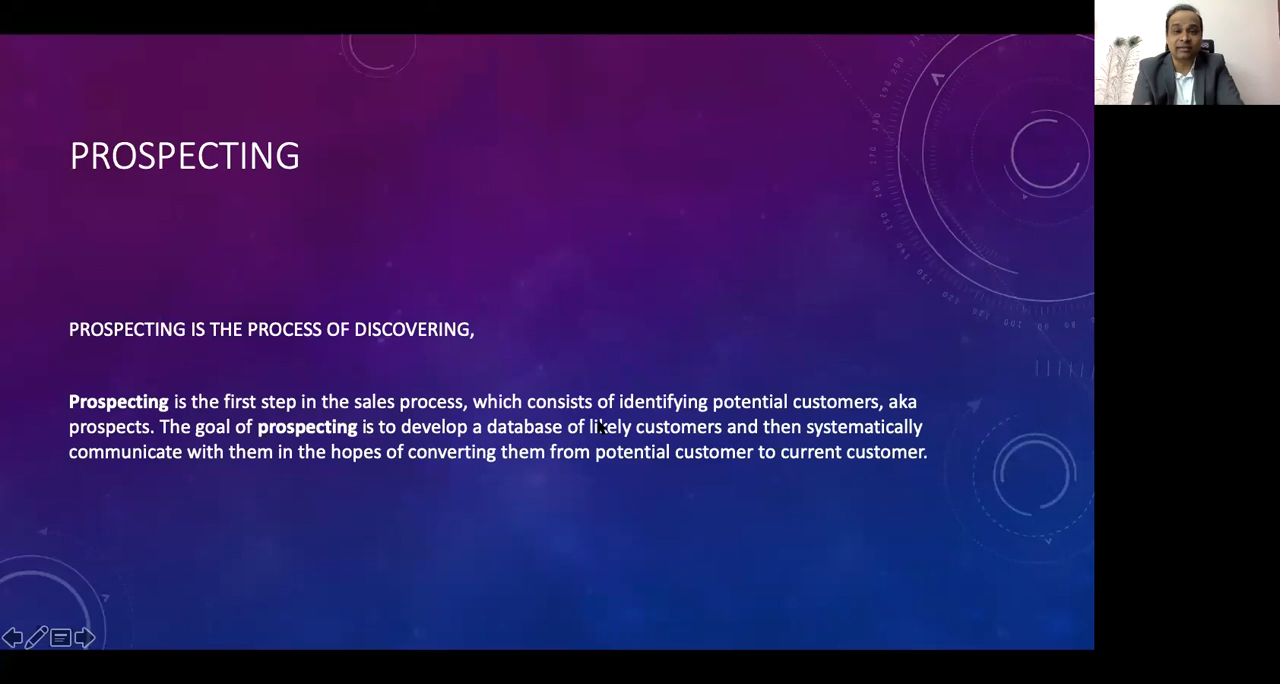 PROSPECTING
PROSPECTING IS THE PROCESS OF DISCOVERING,
Prospecting is the first step in the sales process, which consists of identifying potential customers, aka
prospects. The goal of prospecting is to develop a database of likely customers and then systematically
communicate with them in the hopes of converting them from potential customer to current customer.